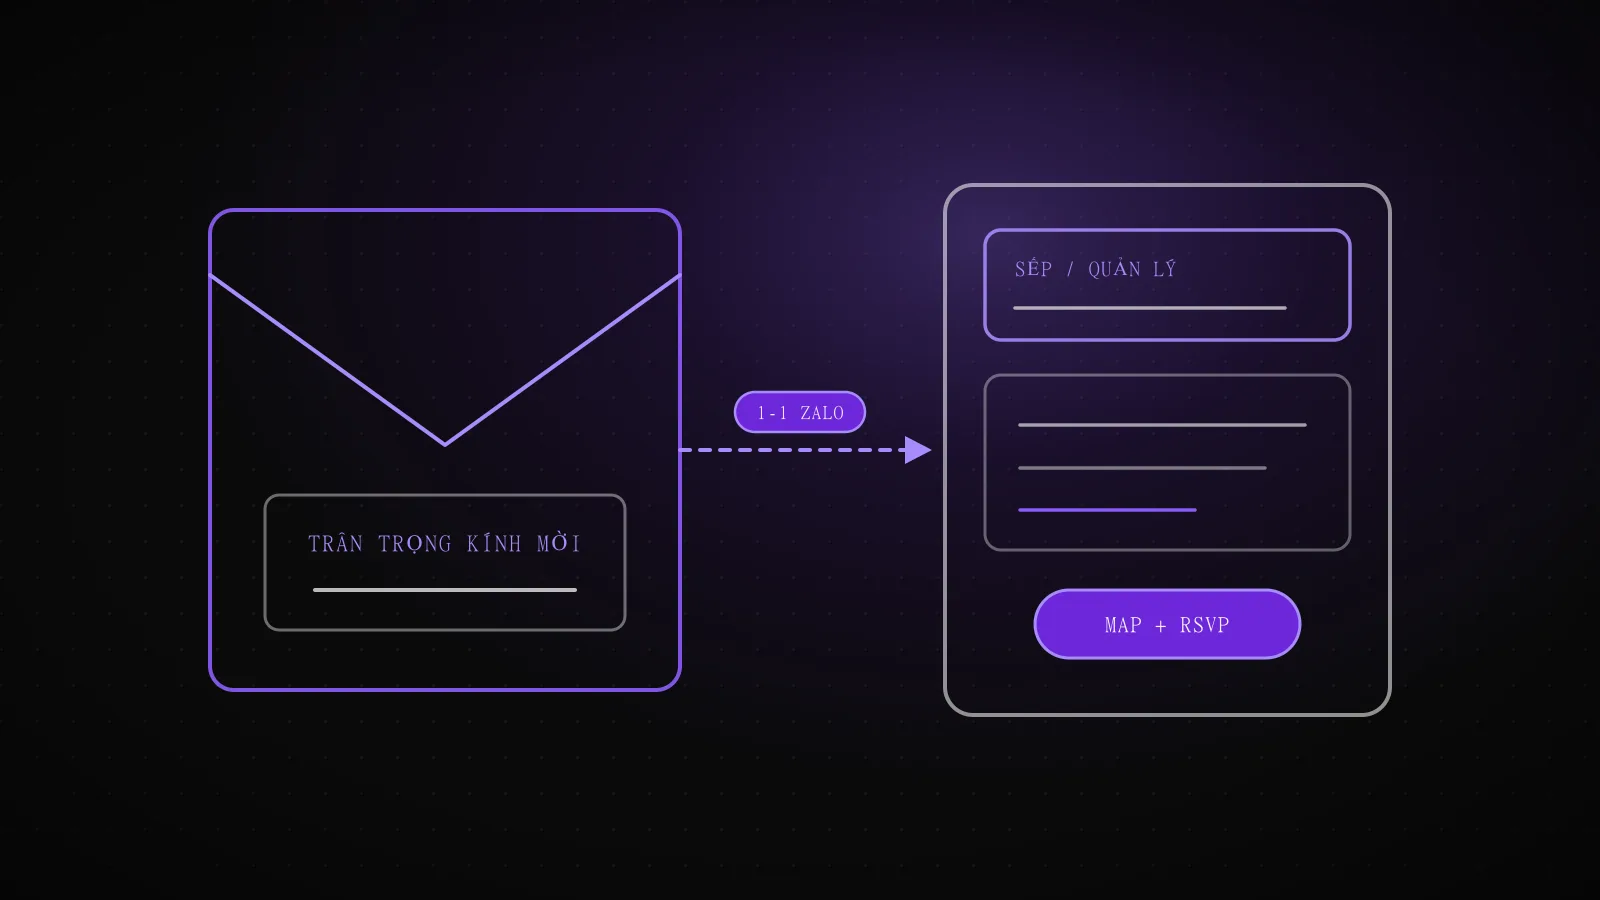 TRÂN TRỌNG KÍNH MỜI
1-1 ZALO
SẾP / QUẢN LÝ
MAP + RSVP